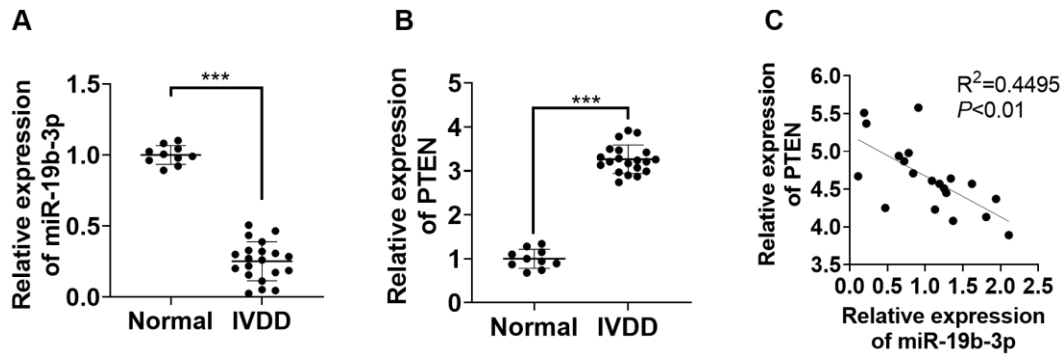 A
Relative expression
of miR-19b-3p
1.5
1.0
0.5
0.0
***
Normal IVDD
B
Relative expression
of PTEN
5
4
3
2
1
0
***
Normal IVDD
C
Relative expression
of PTEN
6.0
5.5
5.0
4.5
4.0
3.5
R²=0.4495
P<0.01
0.0 0.5 1.0 1.5 2.0 2.5
Relative expression
of miR-19b-3p